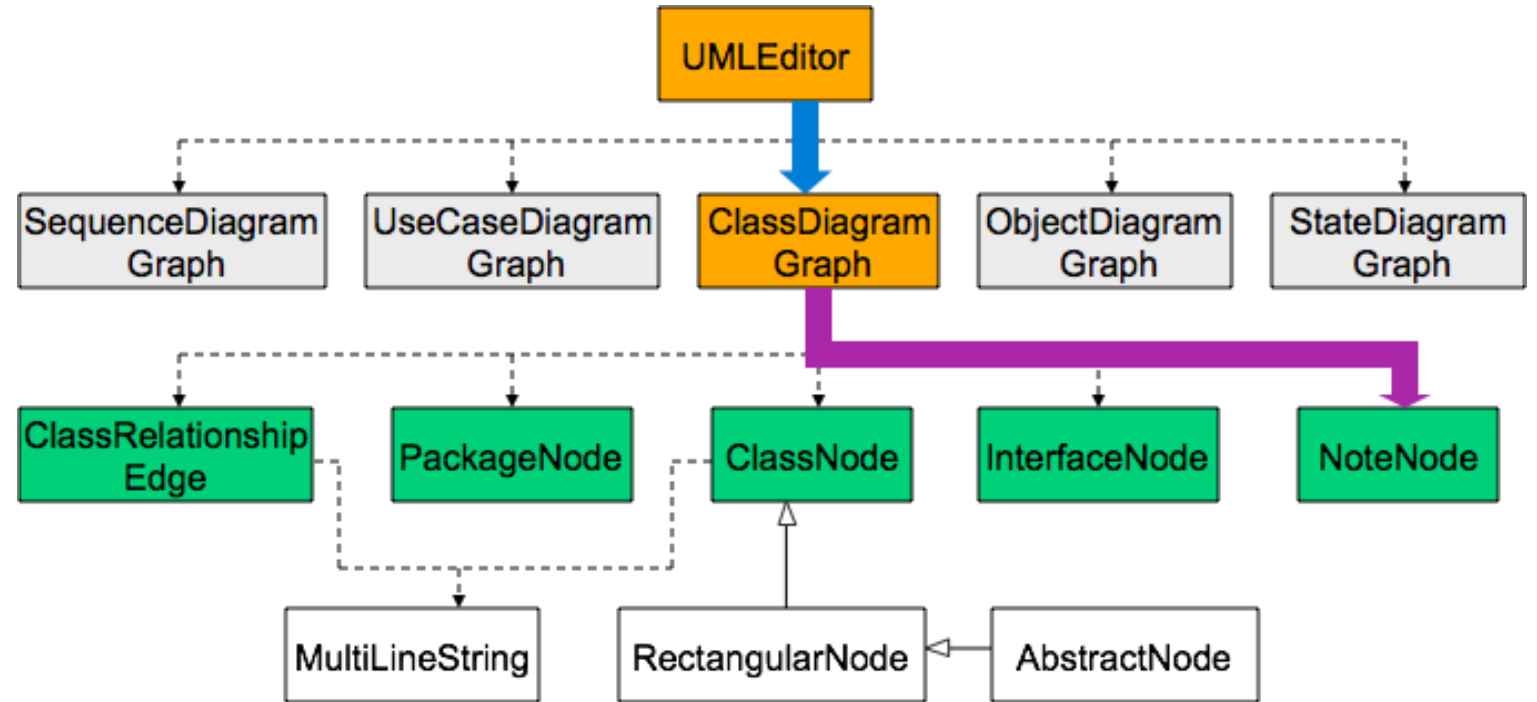 UMLEditor
SequenceDiagram
Graph
UseCaseDiagram
Graph
ClassDiagram
Graph
ObjectDiagram
Graph
StateDiagram
Graph
ClassRelationship
Edge
PackageNode
ClassNode
InterfaceNode
NoteNode
MultiLineString
RectangularNode
AbstractNode